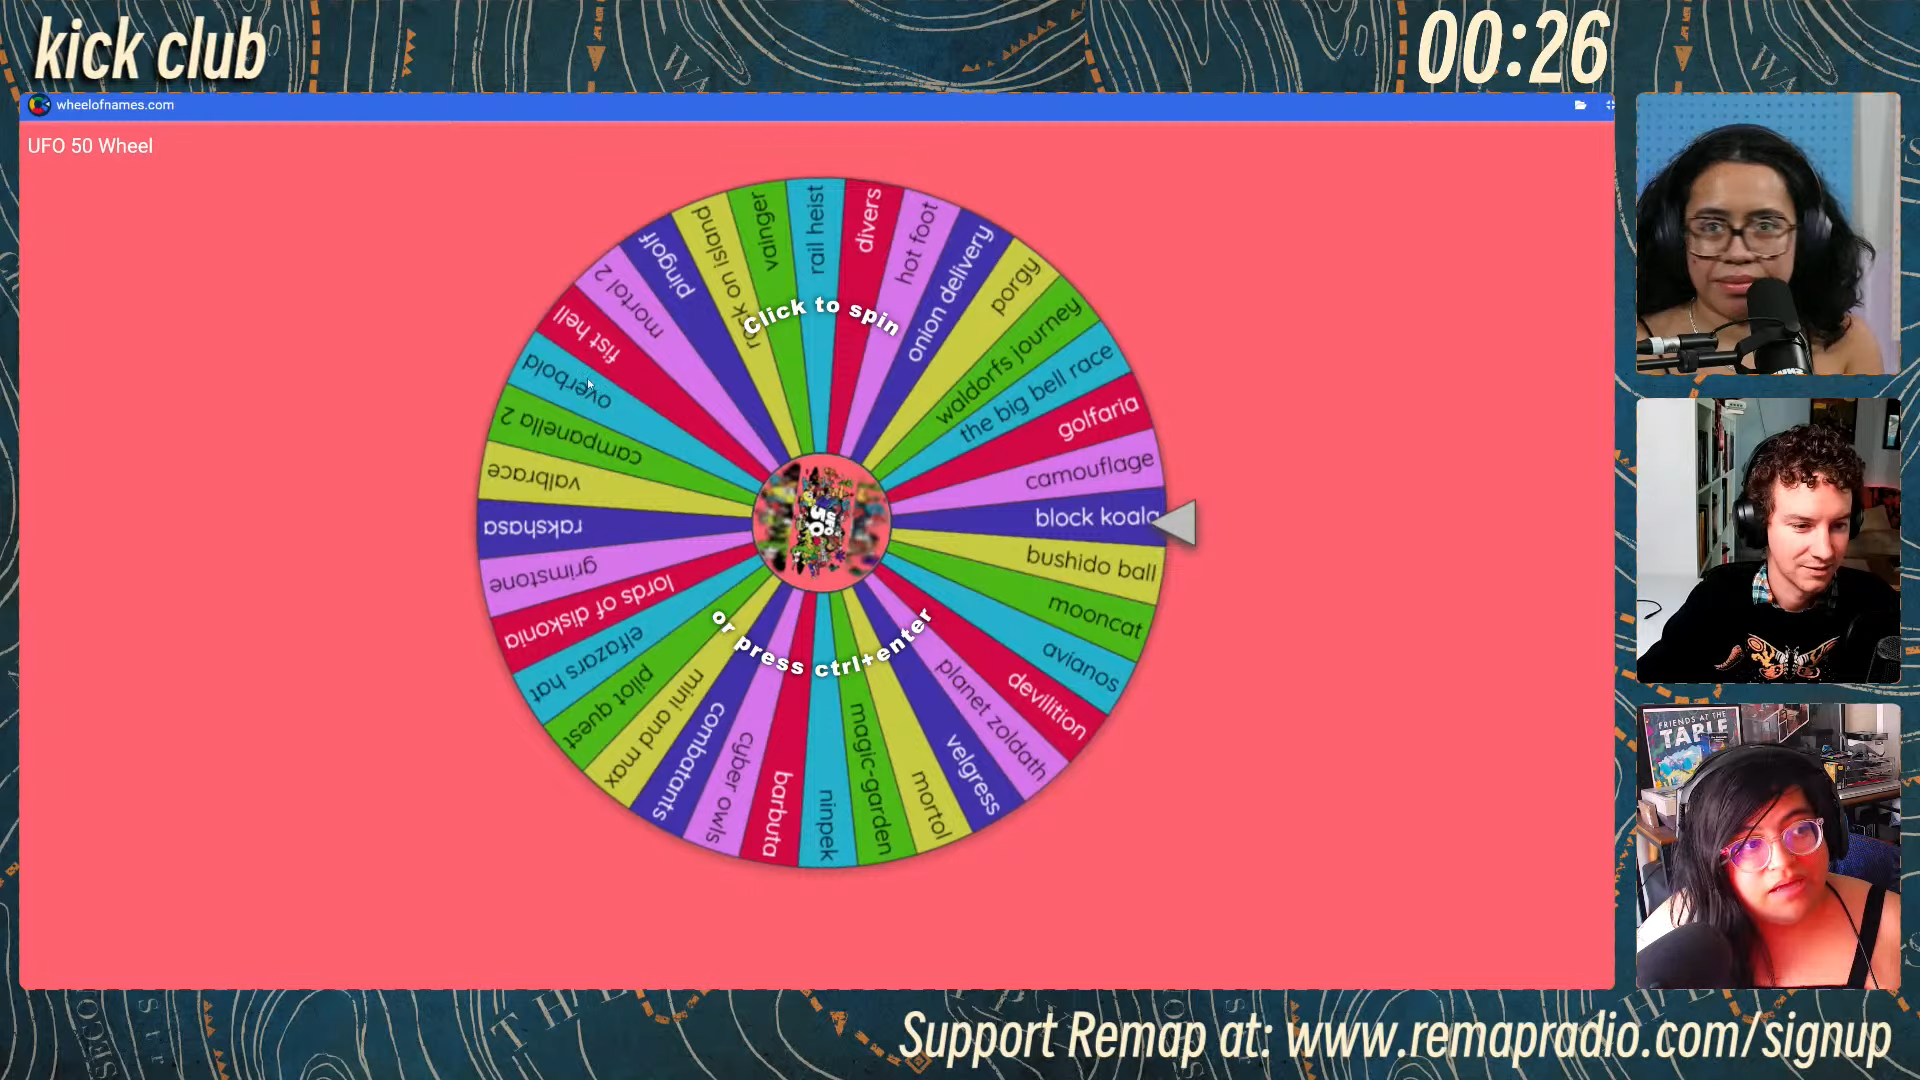 kick club
00:26
wheelofnames.com
UFO 50 Wheel
rail heist
divers
hot foot
onion delivery
porgy
waldorfs journey
the big bell race
golfaria
camouflage
block koala
bushido ball
mooncat
avianos
devilition
planet zoldath
velgress
mortol
magic-garden
ninpek
barbuta
cyber owls
combatants
mini and max
pilot quest
elfazars hat
lords of diskonia
grimstone
rakshasa
valbrace
campanella 2
overbold
fist hell
mortol 2
pingolf
rock on island
vainger
Click to spin
or press ctrl+enter
UFO
50
FRIENDS AT THE
TABLE
Support Remap at: www.remapradio.com/signup